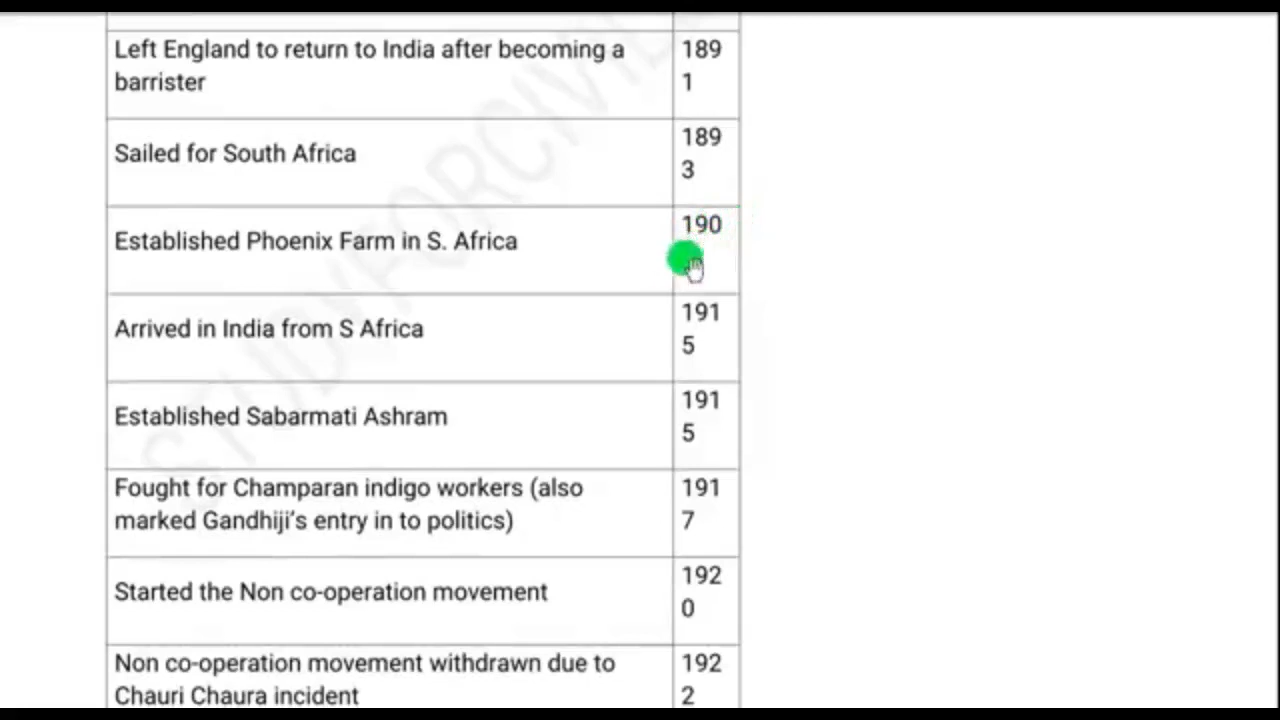 Left England to return to India after becoming a
barrister
189
1
Sailed for South Africa
189
3
Established Phoenix Farm in S. Africa
190
Arrived in India from S Africa
191
5
Established Sabarmati Ashram
191
5
Fought for Champaran indigo workers (also
marked Gandhiji's entry in to politics)
191
7
Started the Non co-operation movement
192
0
Non co-operation movement withdrawn due to
Chauri Chaura incident
192
2